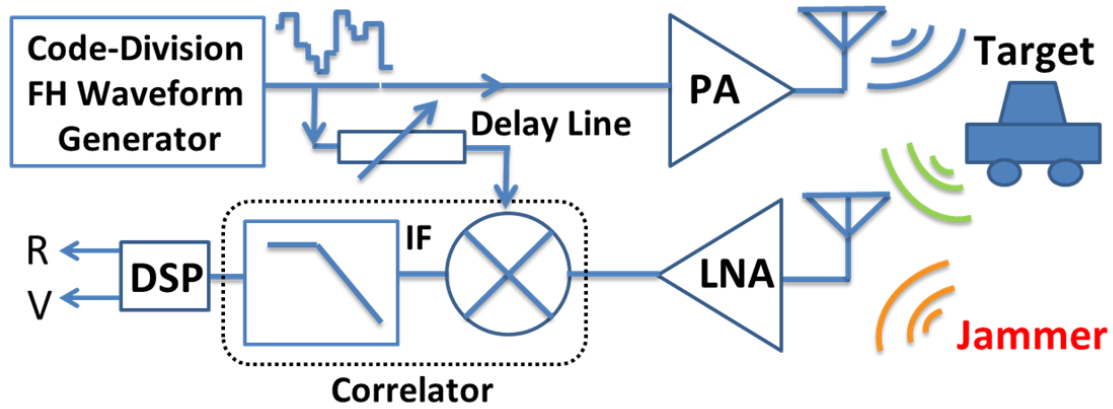 Code-Division
FH Waveform
Generator
PA
Target
Delay Line
R
V
DSP
IF
LNA
Jammer
Correlator